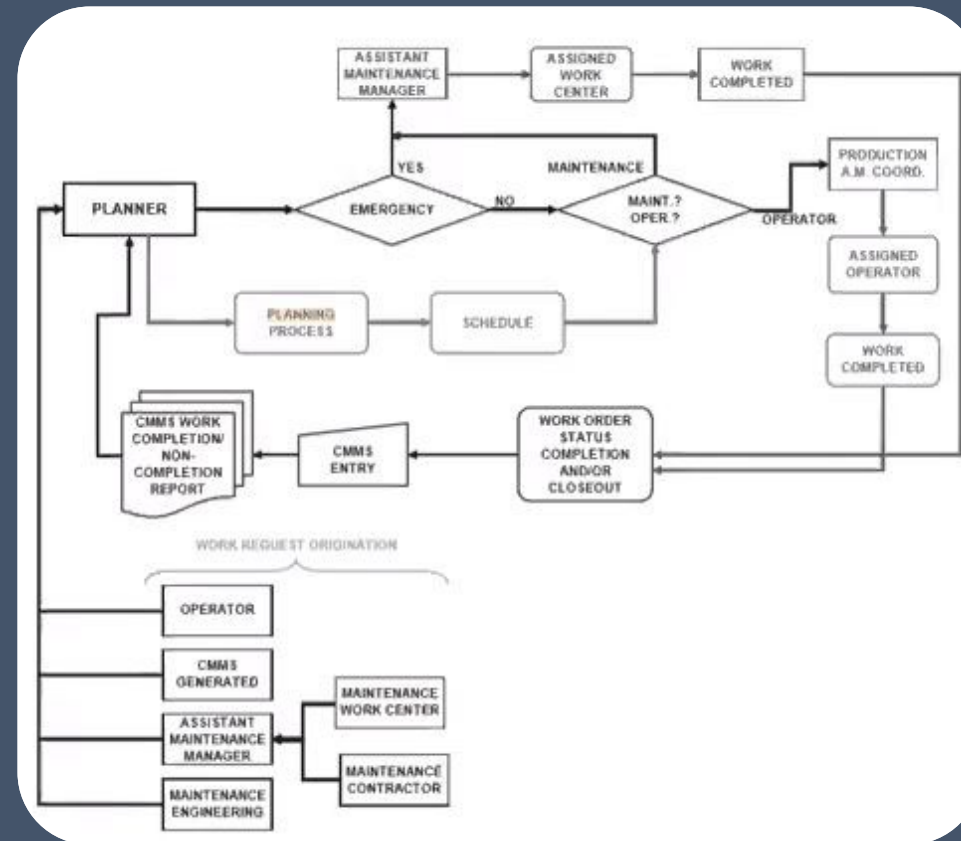 ASSISTANT
MAINTENANCE
MANAGER
ASSIGNED
WORK
CENTER
WORK
COMPLETED
YES
MAINTENANCE
PRODUCTION
A.M. COORD.
PLANNER
EMERGENCY
NO
MAINT.?
OPER.?
OPERATOR
ASSIGNED
OPERATOR
PLANNING
PROCESS
SCHEDULE
WORK
COMPLETED
CMMS WORK
COMPLETION/
NON-
COMPLETION
REPORT
CMMS
ENTRY
WORK ORDER
STATUS
COMPLETION
AND/OR
CLOSEOUT
WORK REQUEST ORIGINATION
OPERATOR
CMMS
GENERATED
MAINTENANCE
WORK CENTER
ASSISTANT
MAINTENANCE
MANAGER
MAINTENANCE
CONTRACTOR
MAINTENANCE
ENGINEERING